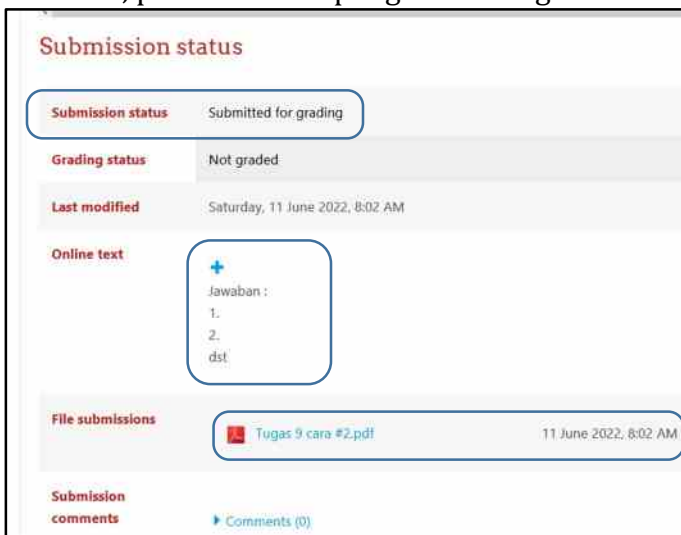 Submission status
Submission status Submitted for grading
Grading status Not graded
Last modified Saturday, 11 June 2022, 8:02 AM
Online text
Jawaban :
1.
2.
dst
File submissions Tugas 9 cara #2.pdf 11 June 2022, 8:02 AM
Submission
comments Comments (0)